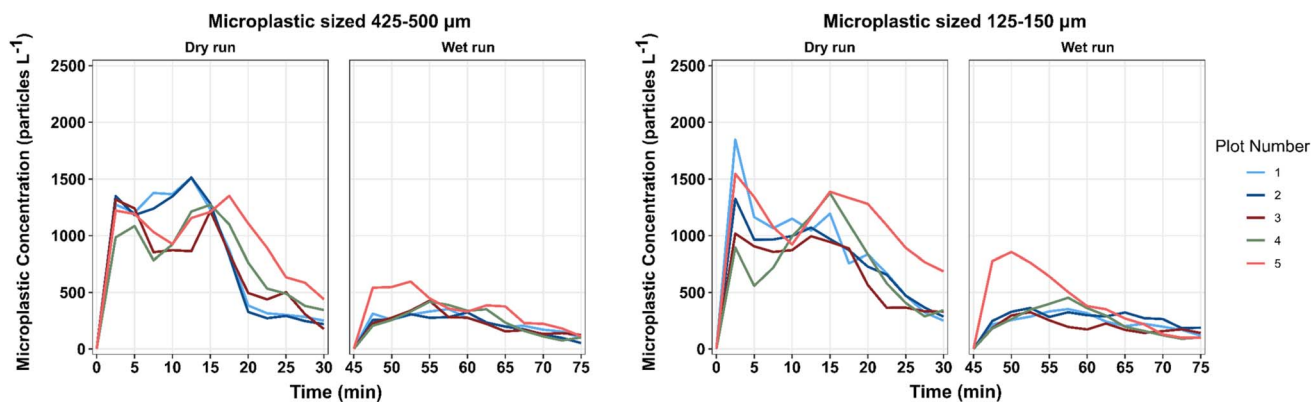 Microplastic sized 425-500 µm
Dry run
Wet run
Microplastic Concentration (particles L⁻¹)
2500
2000
1500
1000
500
0
0 5 10 15 20 25 30
45 50 55 60 65 70 75
Time (min)
Microplastic sized 125-150 µm
Dry run
Wet run
Microplastic Concentration (particles L⁻¹)
2500
2000
1500
1000
500
0
0 5 10 15 20 25 30
45 50 55 60 65 70 75
Time (min)
Plot Number
1
2
3
4
5